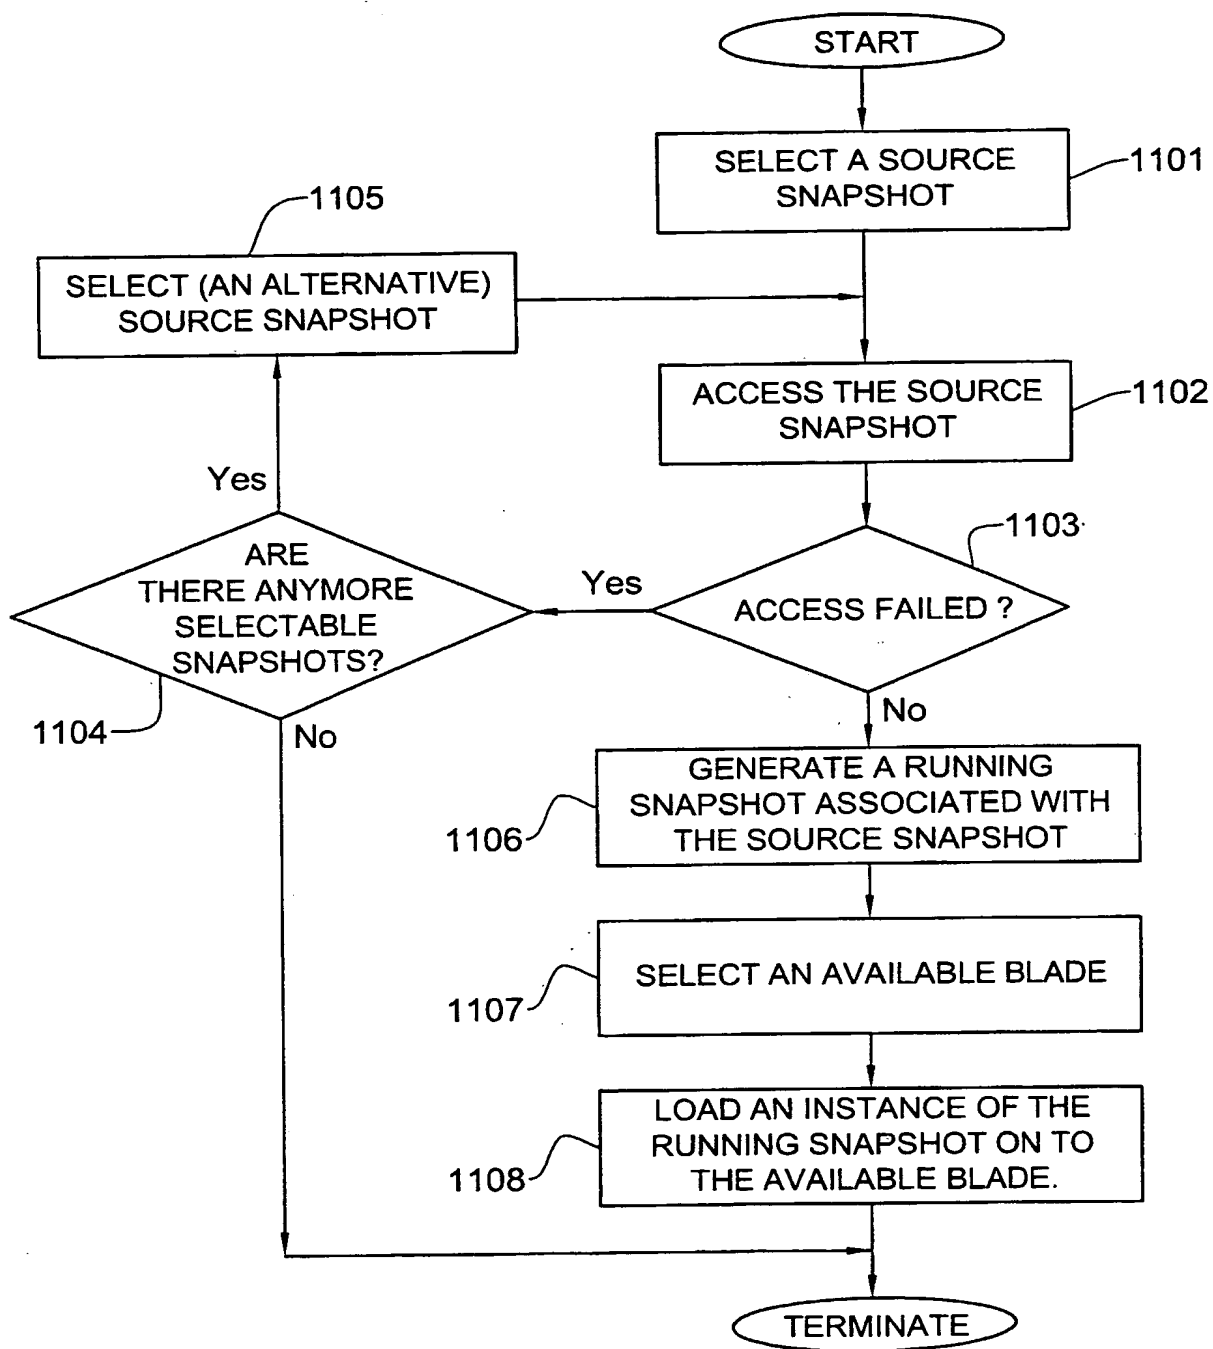 START
SELECT A SOURCE
SNAPSHOT
1101
1105
SELECT (AN ALTERNATIVE)
SOURCE SNAPSHOT
ACCESS THE SOURCE
SNAPSHOT
1102
Yes
1103
ARE
THERE ANYMORE
SELECTABLE
SNAPSHOTS?
Yes
ACCESS FAILED ?
1104
No
No
GENERATE A RUNNING
SNAPSHOT ASSOCIATED WITH
THE SOURCE SNAPSHOT
1106
SELECT AN AVAILABLE BLADE
1107
LOAD AN INSTANCE OF THE
RUNNING SNAPSHOT ON TO
THE AVAILABLE BLADE.
1108
TERMINATE